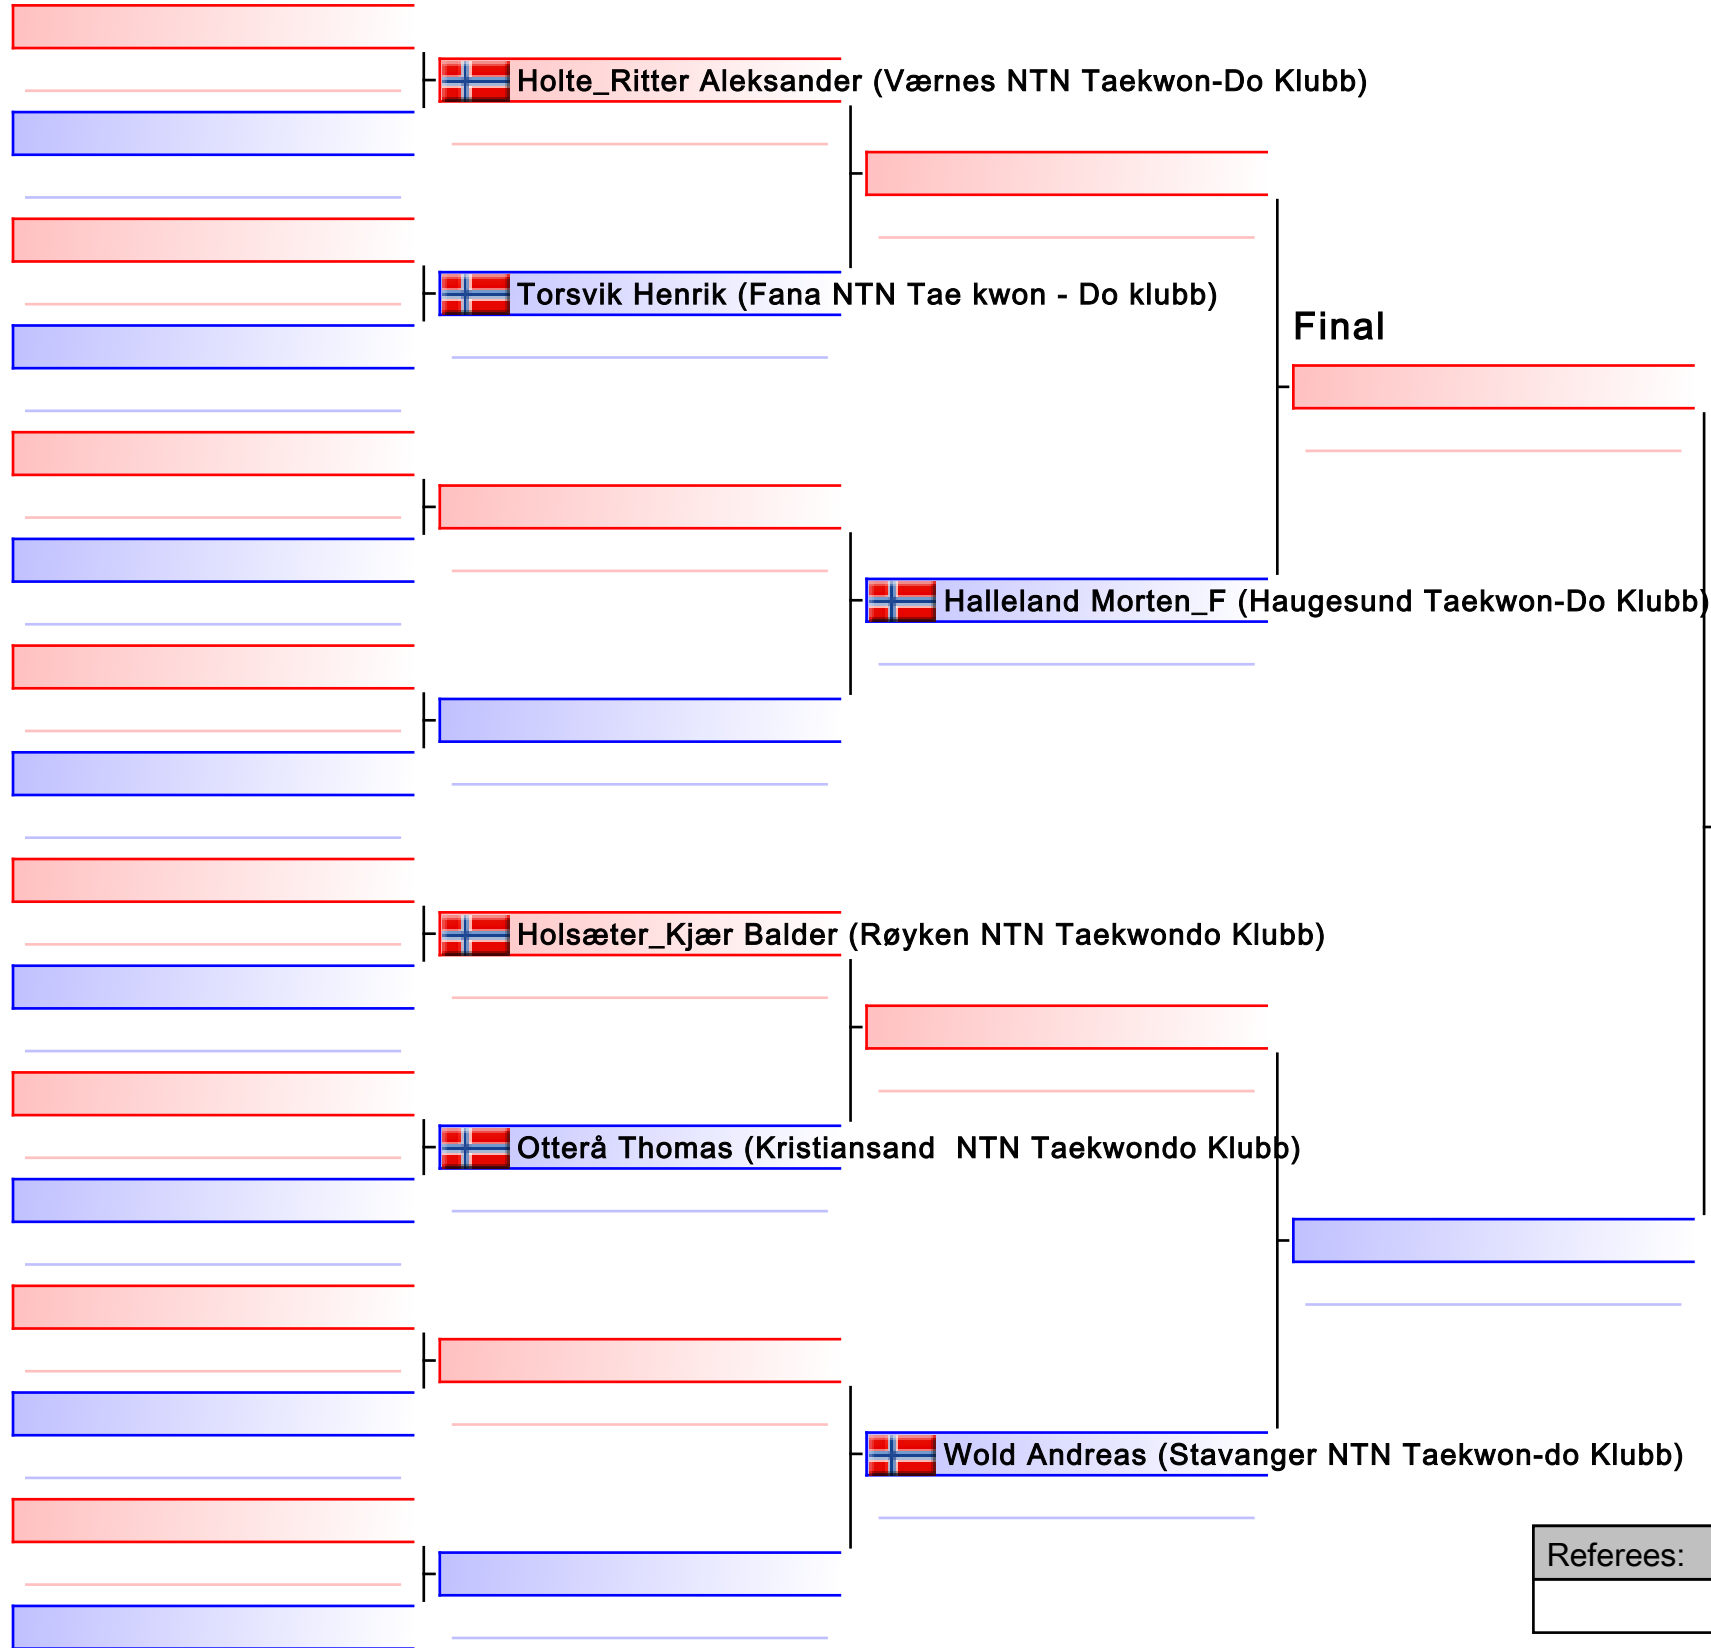 Holte_Ritter Aleksander (Værnes NTN Taekwon-Do Klubb)
Torsvik Henrik (Fana NTN Tae kwon - Do klubb)
Final
Halleland Morten_F (Haugesund Taekwon-Do Klubb)
Holsæter_Kjær Balder (Røyken NTN Taekwondo Klubb)
Otterå Thomas (Kristiansand  NTN Taekwondo Klubb)
Wold Andreas (Stavanger NTN Taekwon-do Klubb)
Referees: